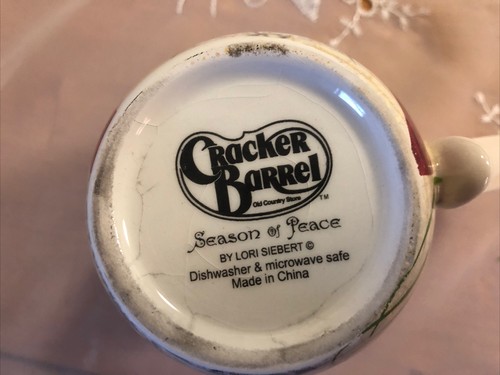 Cracker
Barrel
Old Country Store
TM
Season of Peace
BY LORI SIEBERT ©
Dishwasher & microwave safe
Made in China